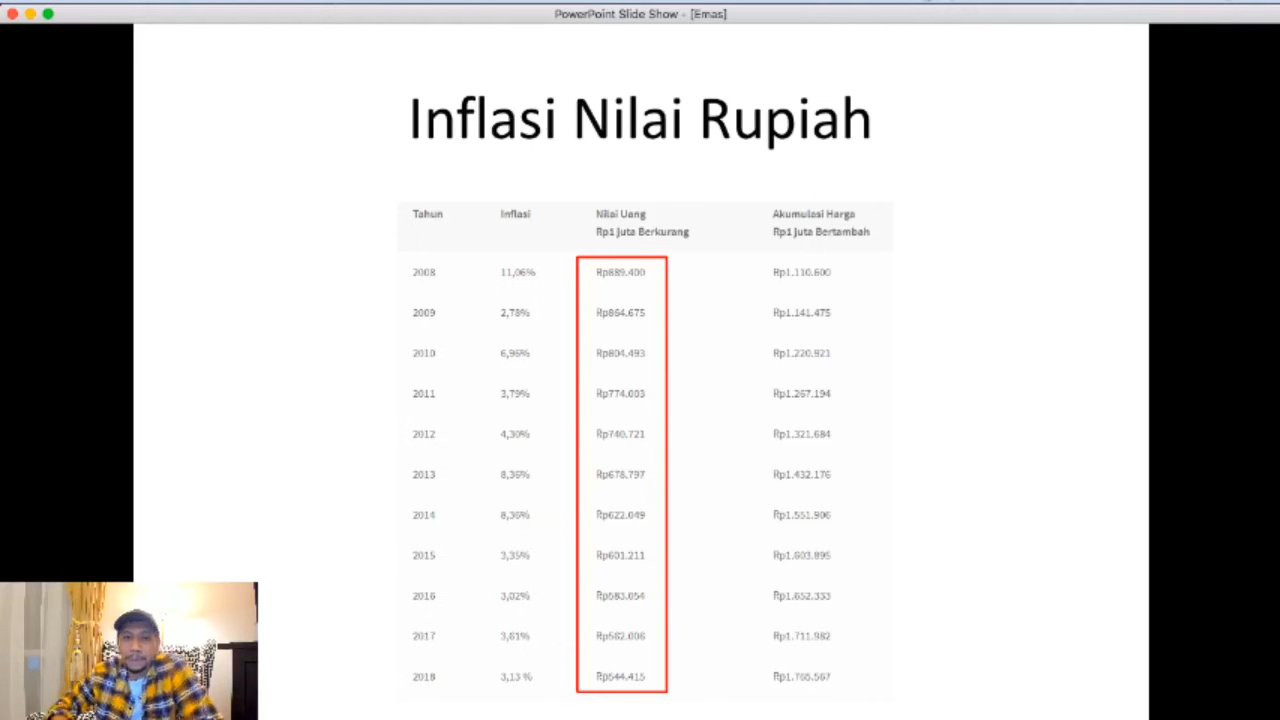 PowerPoint Slide Show - [Emas]
Inflasi Nilai Rupiah
Tahun Inflasi Nilai Uang Akumulasi Harga
Rp1 Juta Berkurang Rp1 Juta Bertambah
2008 11,06% Rp889.400 Rp1.110.600
2009 2,78% Rp864.675 Rp1.141.475
2010 6,96% Rp804.493 Rp1.220.921
2011 3,79% Rp774.003 Rp1.267.194
2012 4,30% Rp740.721 Rp1.321.684
2013 8,36% Rp678.797 Rp1.432.176
2014 8,36% Rp622.049 Rp1.551.906
2015 3,35% Rp601.211 Rp1.603.895
2016 3,02% Rp583.054 Rp1.652.333
2017 3,61% Rp562.006 Rp1.711.982
2018 3,13 % Rp544.415 Rp1.765.567